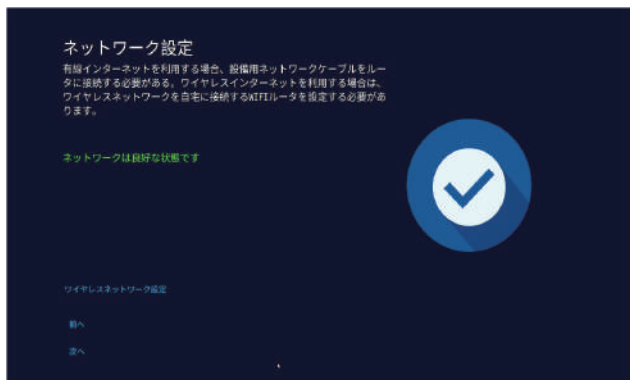 ネットワーク設定
有線インターネットを利用する場合、設備用ネットワークケーブルをルー
タに接続する必要がある。ワイヤレスインターネットを利用する場合は、
ワイヤレスネットワークを自宅に接続するWIFIルータを設定する必要があ
ります。
ネットワークは良好な状態です
ワイヤレスネットワーク設定
前へ
次へ